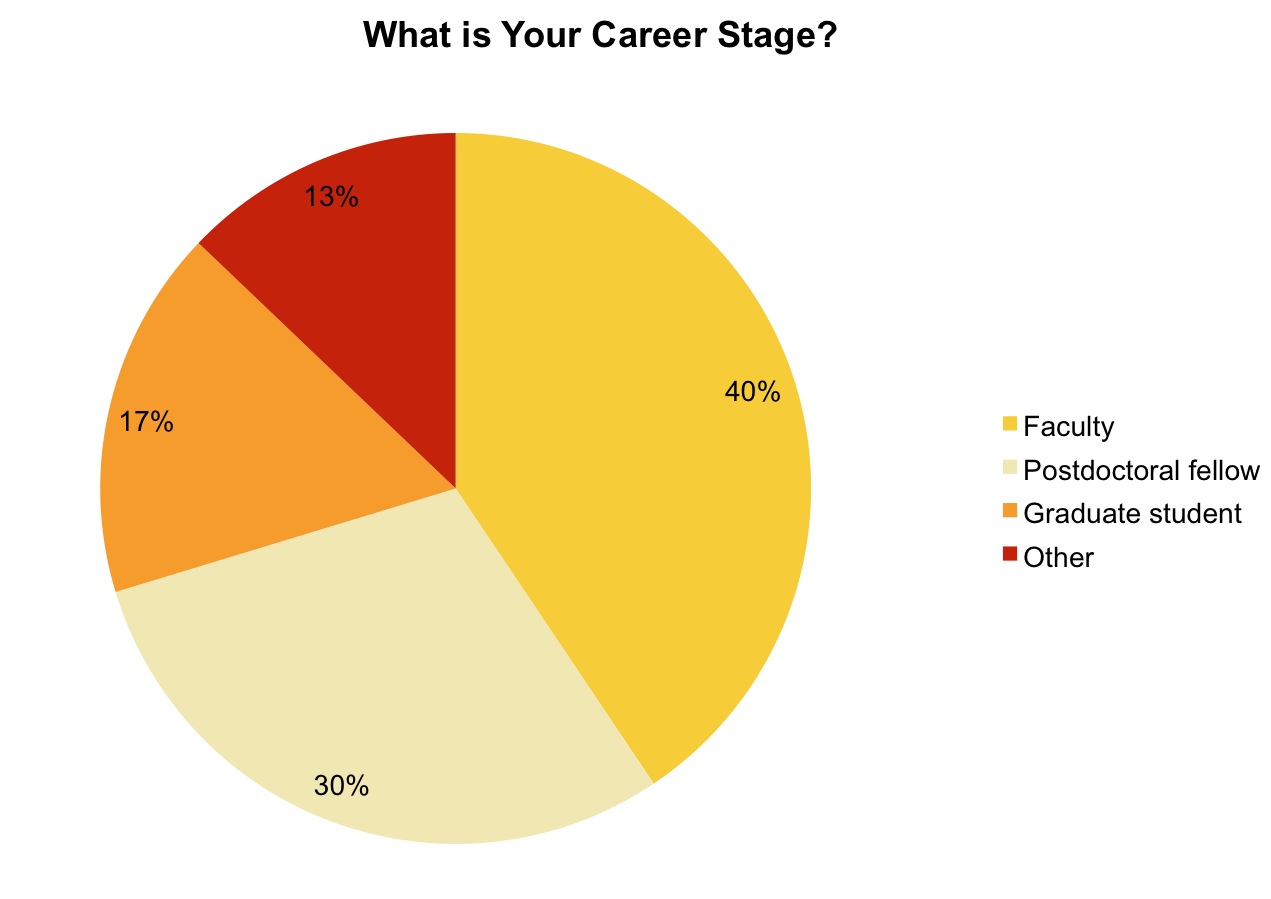 What is Your Career Stage?
13%
40%
17%
30%
Faculty
Postdoctoral fellow
Graduate student
Other